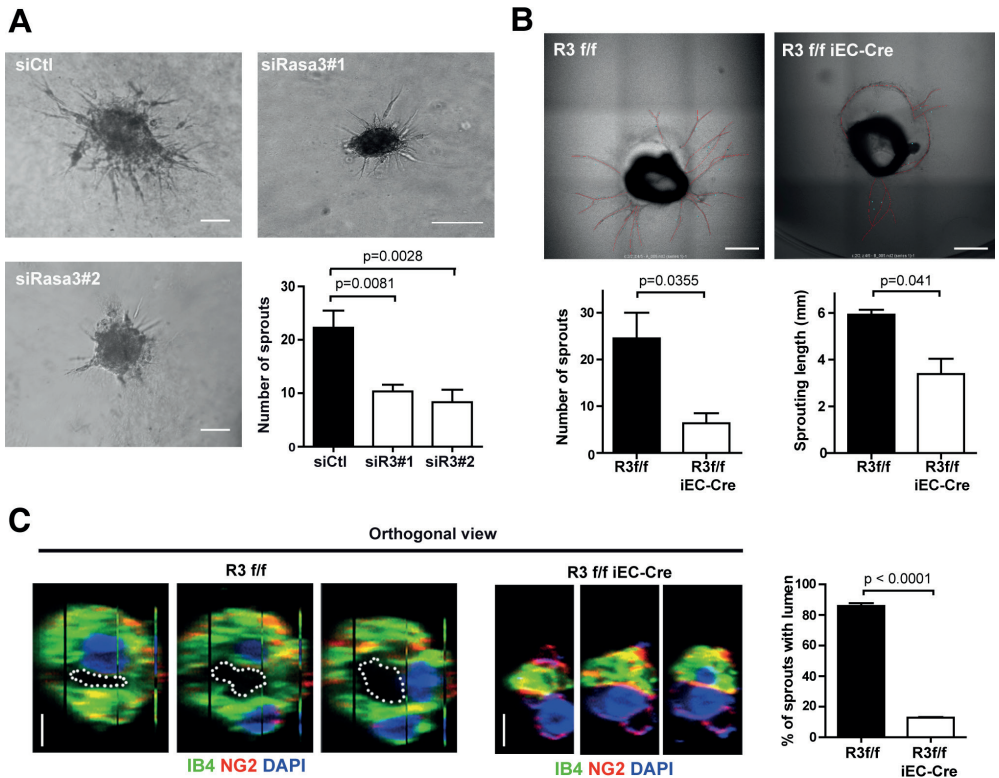 A
siCtl
siRasa3#1
siRasa3#2
p=0.0028
p=0.0081
Number of sprouts
30
20
10
0
siCtl siR3#1 siR3#2
B
R3 f/f
R3 f/f iEC-Cre
p=0.0355
Number of sprouts
30
20
10
0
R3f/f R3f/f
iEC-Cre
p=0.041
Sprouting length (mm)
6
4
2
0
R3f/f R3f/f
iEC-Cre
C
Orthogonal view
R3 f/f
R3 f/f iEC-Cre
IB4 NG2 DAPI
IB4 NG2 DAPI
p < 0.0001
% of sprouts with lumen
100
80
60
40
20
0
R3f/f R3f/f
iEC-Cre